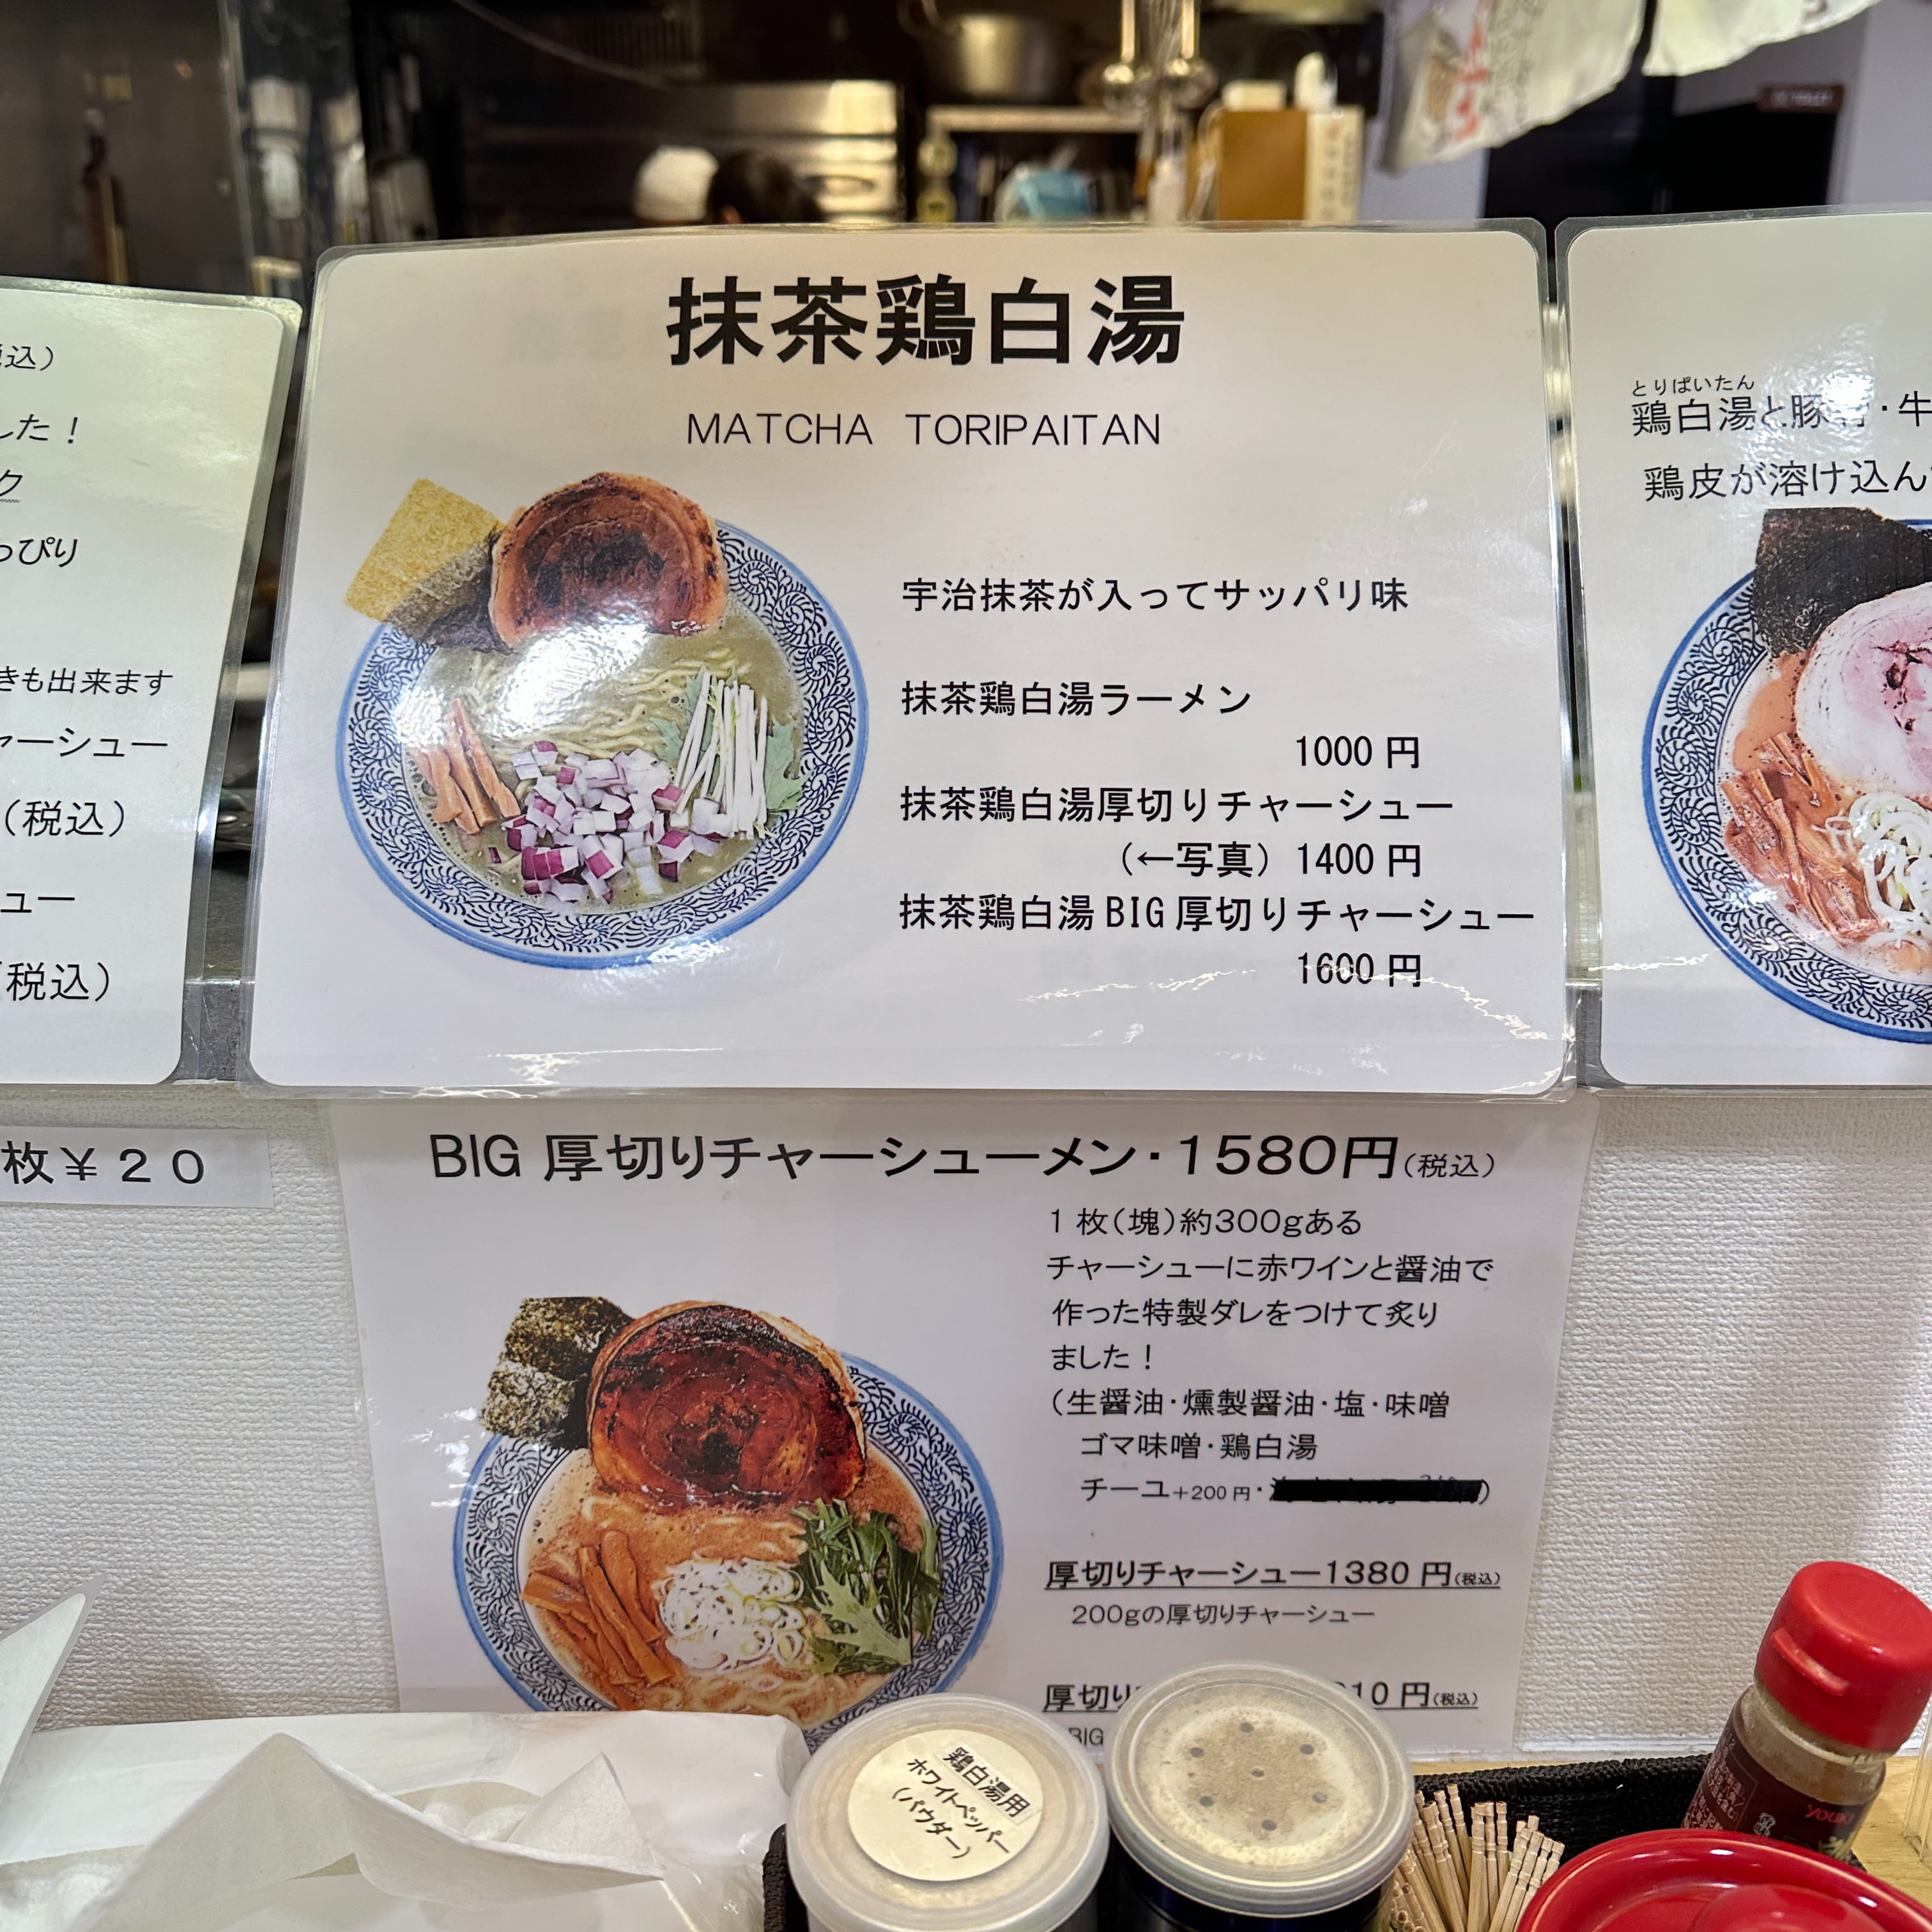 抹茶鶏白湯
MATCHA TORIPAITAN
宇治抹茶が入ってサッパリ味
抹茶鶏白湯ラーメン
1000 円
抹茶鶏白湯厚切りチャーシュー
(←写真) 1400 円
抹茶鶏白湯BIG厚切りチャーシュー
1600 円
税込)
した！
ク
っぴり
きも出来ます
ャーシュー
(税込)
ュー
(税込)
枚￥２０
とりぱいたん
鶏白湯と豚骨・牛
鶏皮が溶け込ん
BIG 厚切りチャーシューメン・１５８０円(税込)
１枚（塊）約300gある
チャーシューに赤ワインと醤油で
作った特製ダレをつけて炙り
ました！
（生醤油・燻製醤油・塩・味噌
ゴマ味噌・鶏白湯
チーユ+200円・）
厚切りチャーシュー1380 円(税込)
200gの厚切りチャーシュー
厚切り 10 円(税込)
BIG
鶏白湯用
ホワイトペッパー
（パウダー）
YOUKI